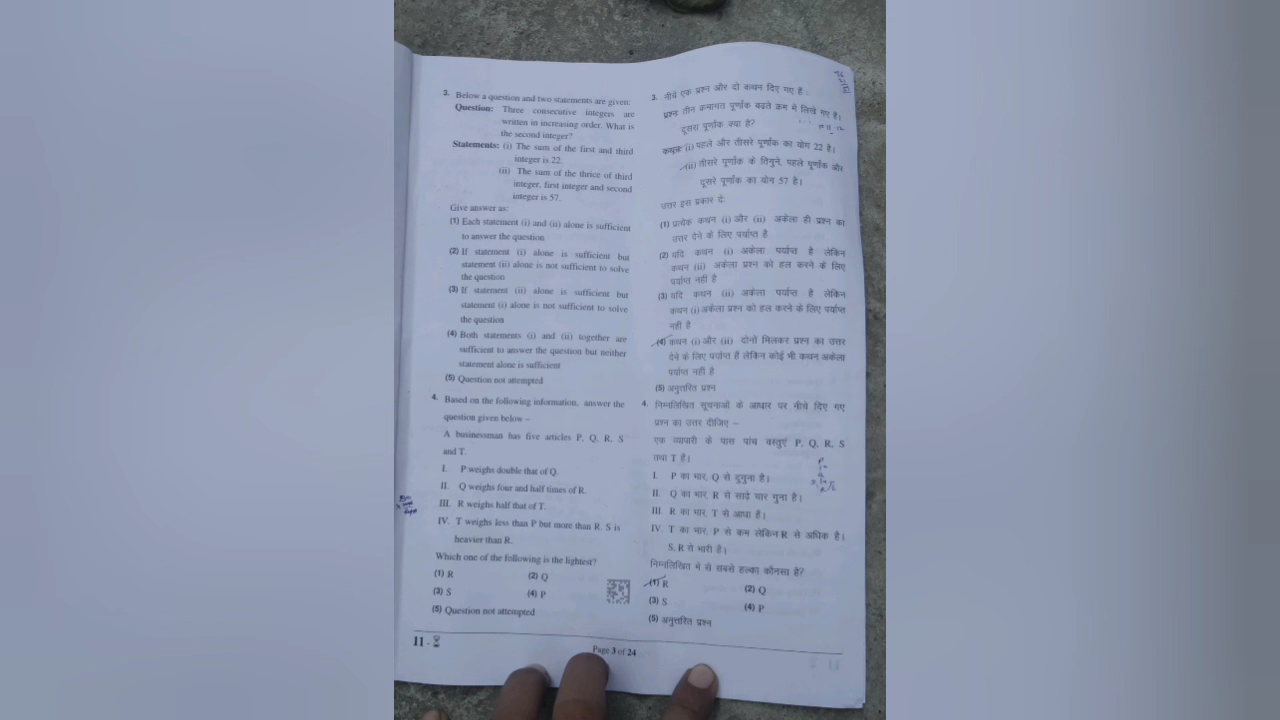 3. Below a question and two statements are given:
Question: Three consecutive integers are
written in increasing order. What is
the second integer?
Statements: (i) The sum of the first and third
integer is 22.
(ii) The sum of the thrice of third
integer, first integer and second
integer is 57.
Give answer as:
(1) Each statement (i) and (ii) alone is sufficient
to answer the question
(2) If statement (i) alone is sufficient but
statement (ii) alone is not sufficient to solve
the question
(3) If statement (ii) alone is sufficient but
statement (i) alone is not sufficient to solve
the question
(4) Both statements (i) and (ii) together are
sufficient to answer the question but neither
statement alone is sufficient
(5) Question not attempted
4. Based on the following information, answer the
question given below –
A businessman has five articles P, Q, R, S
and T.
I. P weighs double that of Q.
II. Q weighs four and half times of R.
III. R weighs half that of T.
IV. T weighs less than P but more than R. S is
heavier than R.
Which one of the following is the lightest?
(1) R (2) Q
(3) S (4) P
(5) Question not attempted
3. नीचे एक प्रश्न और दो कथन दिए गए हैं :
प्रश्नः तीन क्रमागत पूर्णांक बढ़ते क्रम में लिखे गए है।
दूसरा पूर्णांक क्या है?
कथनः (i) पहले और तीसरे पूर्णांक का योग 22 है।
(ii) तीसरे पूर्णांक के तिगुने, पहले पूर्णांक और
दूसरे पूर्णांक का योग 57 है।
उत्तर इस प्रकार दें:
(1) प्रत्येक कथन (i) और (ii) अकेला ही प्रश्न का
उत्तर देने के लिए पर्याप्त है
(2) यदि कथन (i) अकेला पर्याप्त है लेकिन
कथन (ii) अकेला प्रश्न को हल करने के लिए
पर्याप्त नहीं है
(3) यदि कथन (ii) अकेला पर्याप्त है लेकिन
कथन (i) अकेला प्रश्न को हल करने के लिए पर्याप्त
नही है
(4) कथन (i) और (ii) दोनों मिलकर प्रश्न का उत्तर
देने के लिए पर्याप्त हैं लेकिन कोई भी कथन अकेला
पर्याप्त नहीं है
(5) अनुत्तरित प्रश्न
4. निम्नलिखित सूचनाओं के आधार पर नीचे दिए गए
प्रश्न का उत्तर दीजिए –
एक व्यापारी के पास पांच वस्तुएं P, Q, R, S
तथा T हैं।
I. P का भार, Q से दुगुना है।
II. Q का भार, R से साढ़े चार गुना है।
III. R का भार, T से आधा है।
IV. T का भार, P से कम लेकिन R से अधिक है।
S, R से भारी है।
निम्नलिखित में से सबसे हल्का कौनसा है?
(1) R (2) Q
(3) S (4) P
(5) अनुत्तरित प्रश्न
11 -
Page 3 of 24